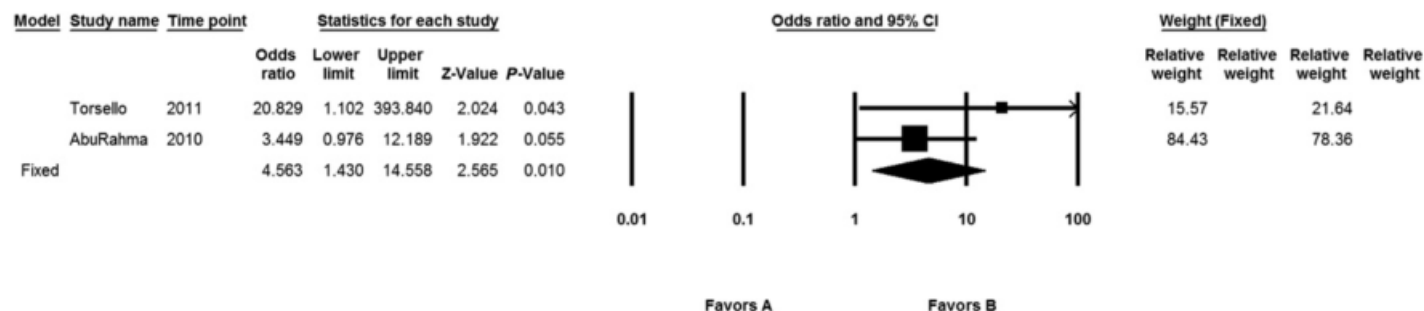 Model Study name Time point Statistics for each study Odds ratio and 95% CI Weight (Fixed)
Odds ratio Lower limit Upper limit Z-Value P-Value Relative weight Relative weight Relative weight Relative weight
Torsello 2011 20.829 1.102 393.840 2.024 0.043 15.57 21.64
AbuRahma 2010 3.449 0.976 12.189 1.922 0.055 84.43 78.36
Fixed 4.563 1.430 14.558 2.565 0.010
0.01 0.1 1 10 100
Favors A Favors B